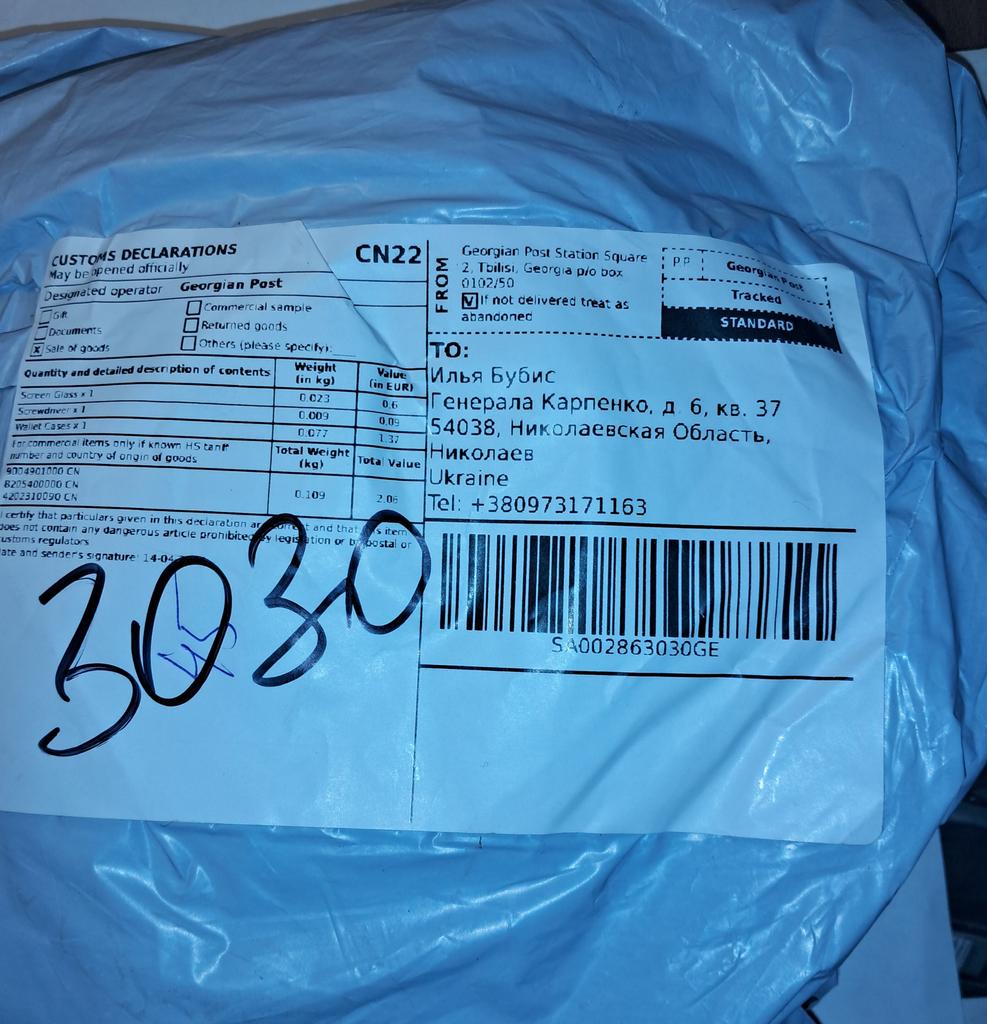 CUSTOMS DECLARATIONS
May be opened officially
CN22
Designated operator Georgian Post
Gift
Commercial sample
Documents
Returned goods
x Sale of goods
Others (please specify):
Quantity and detailed description of contents
Weight (in kg)
Value (in EUR)
Screen Glass x 1 0.023 0.6
Screwdriver x 1 0.009 0.09
Wallet Cases x 1 0.077 1.37
For commercial items only if known HS tariff
number and country of origin of goods
Total Weight (kg)
Total Value
9004901000 CN
8205400000 CN
4202310090 CN
0.109 2.06
I certify that particulars given in this declaration are correct and that this item
does not contain any dangerous article prohibited by legislation or by postal or
customs regulators
date and sender's signature: 14-04
3030
45
FROM
Georgian Post Station Square
2, Tbilisi, Georgia p/o box
0102/50
V If not delivered treat as
abandoned
PP Georgian Post
Tracked
STANDARD
TO:
Илья Бубис
Генерала Карпенко, д. 6, кв. 37
54038, Николаевская Область,
Николаев
Ukraine
Tel: +380973171163
SA002863030GE